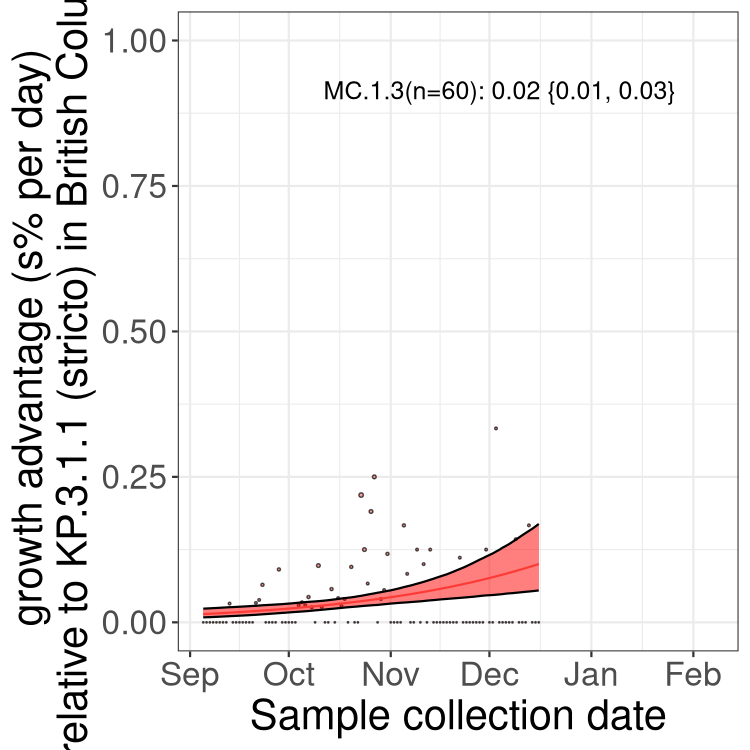 growth advantage (s% per day)
relative to KP.3.1.1 (stricto) in British Colu
1.00
0.75
0.50
0.25
0.00
MC.1.3(n=60): 0.02 {0.01, 0.03}
Sep Oct Nov Dec Jan Feb
Sample collection date